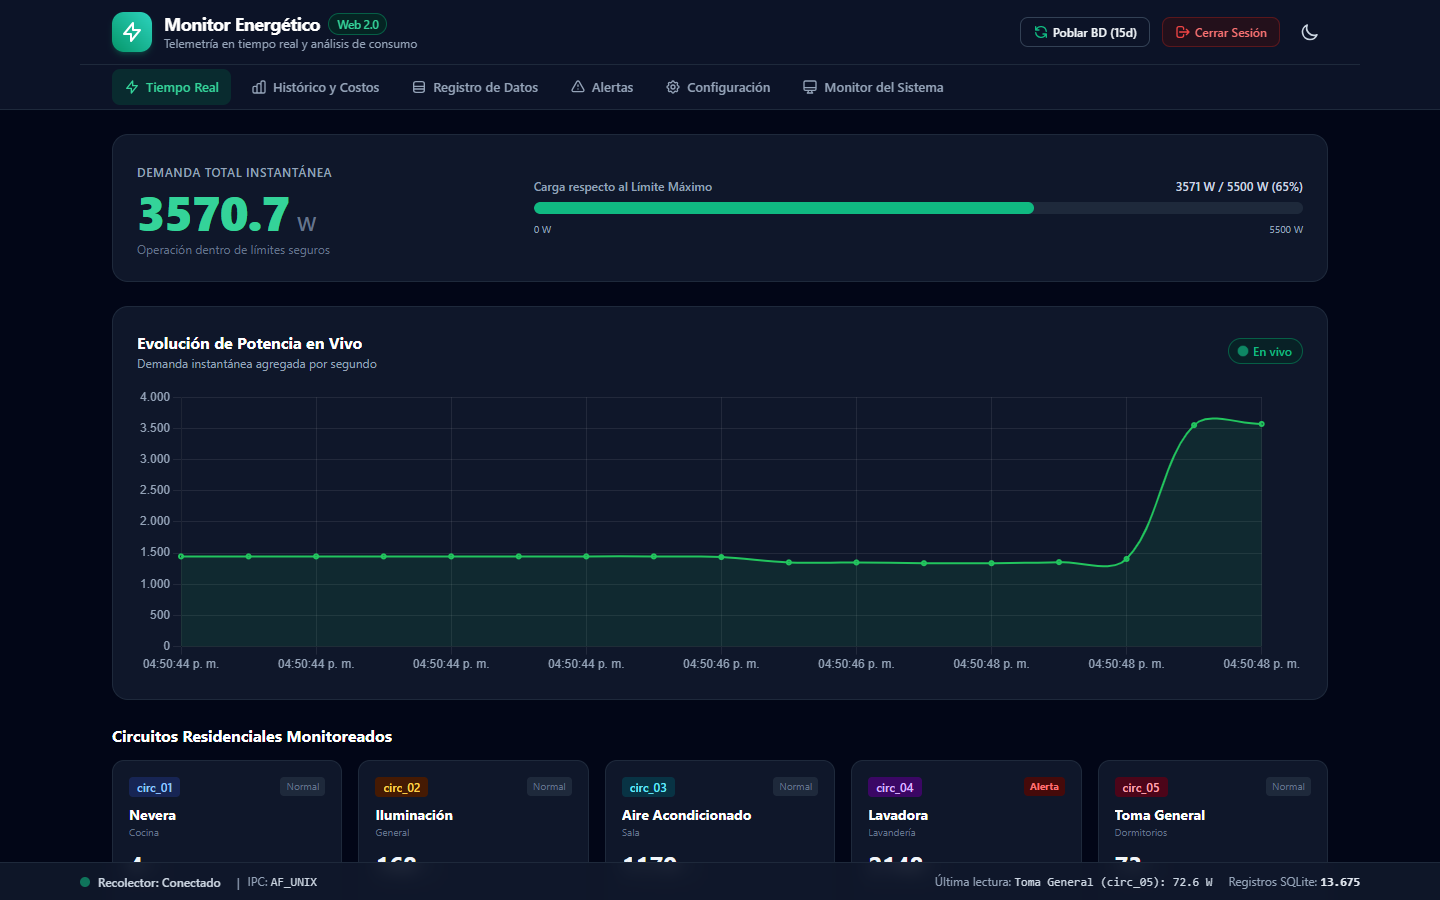 Monitor Energético Web 2.0
Telemetría en tiempo real y análisis de consumo
Poblar BD (15d)
Cerrar Sesión
Tiempo Real
Histórico y Costos
Registro de Datos
Alertas
Configuración
Monitor del Sistema
DEMANDA TOTAL INSTANTÁNEA
3570.7 W
Operación dentro de límites seguros
Carga respecto al Límite Máximo
3571 W / 5500 W (65%)
0 W
5500 W
Evolución de Potencia en Vivo
Demanda instantánea agregada por segundo
En vivo
4.000
3.500
3.000
2.500
2.000
1.500
1.000
500
0
04:50:44 p. m.
04:50:44 p. m.
04:50:44 p. m.
04:50:44 p. m.
04:50:46 p. m.
04:50:46 p. m.
04:50:48 p. m.
04:50:48 p. m.
04:50:48 p. m.
Circuitos Residenciales Monitoreados
circ_01
Normal
Nevera
Cocina
circ_02
Normal
Iluminación
General
circ_03
Normal
Aire Acondicionado
Sala
circ_04
Alerta
Lavadora
Lavandería
circ_05
Normal
Toma General
Dormitorios
Recolector: Conectado | IPC: AF_UNIX
Última lectura: Toma General (circ_05): 72.6 W
Registros SQLite: 13.675